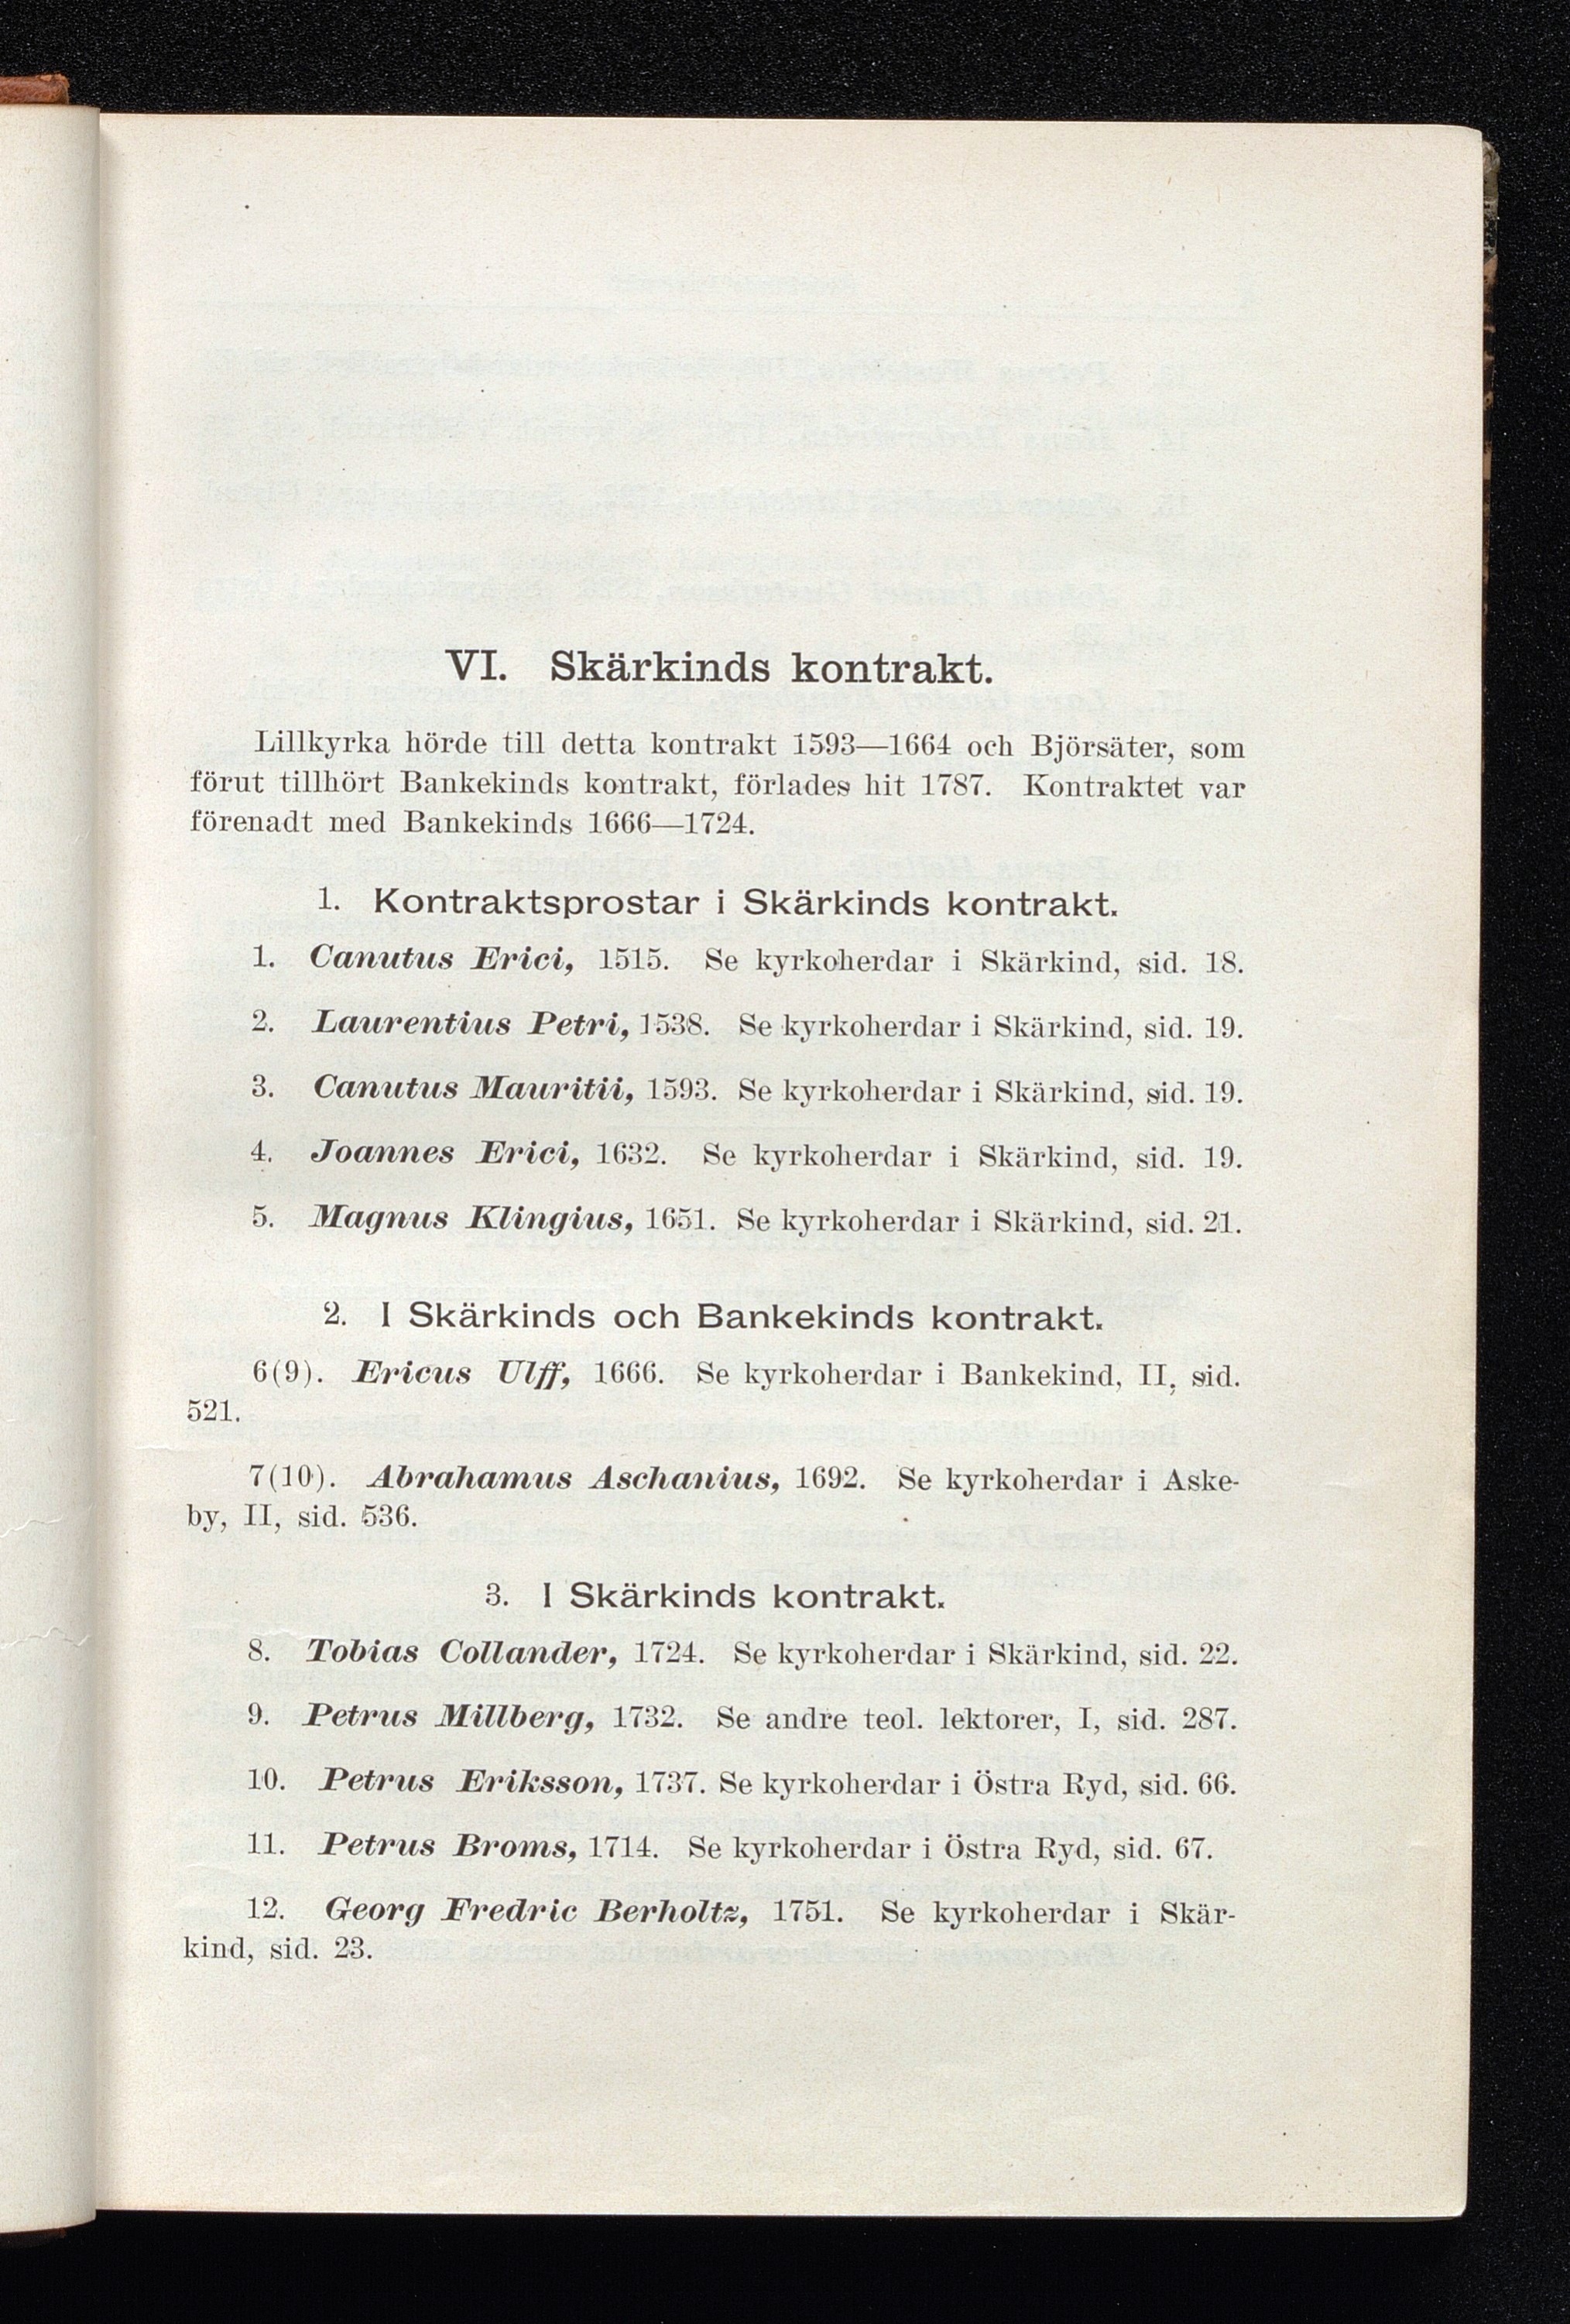 VI. Skärkinds kontrakt.
Lillkyrka hörde till detta kontrakt 1593—1664 och Björsäter, som
förut tillhört Bankekinds kontrakt, förlades hit 1787. Kontraktet var
förenadt med Bankekinds 1666—1724.
1. Kontraktsprostar i Skärkinds kontrakt.
1. Canutus Erici, 1515. Se kyrkoherdar i Skärkind, sid. 18.
2. Laurentius Petri, 1538. Se kyrkoherdar i Skärkind, sid. 19.
3. Canutus Mauritii, 1593. Se kyrkoherdar i Skärkind, sid. 19.
4. Joannes Erici, 1632. Se kyrkoherdar i Skärkind, sid. 19.
5. Magnus Klingius, 1651. Se kyrkoherdar i Skärkind, sid. 21.
2. I Skärkinds och Bankekinds kontrakt.
6(9). Ericus Ulff, 1666. Se kyrkoherdar i Bankekind, II, sid.
521.
7(10). Abrahamus Aschanius, 1692. Se kyrkoherdar i Aske-
by, II, sid. 536.
3. I Skärkinds kontrakt.
8. Tobias Collander, 1724. Se kyrkoherdar i Skärkind, sid. 22.
9. Petrus Millberg, 1732. Se andre teol. lektorer, I, sid. 287.
10. Petrus Eriksson, 1737. Se kyrkoherdar i Östra Ryd, sid. 66.
11. Petrus Broms, 1714. Se kyrkoherdar i Östra Ryd, sid. 67.
12. Georg Fredric Berholtz, 1751. Se kyrkoherdar i Skär-
kind, sid. 23.